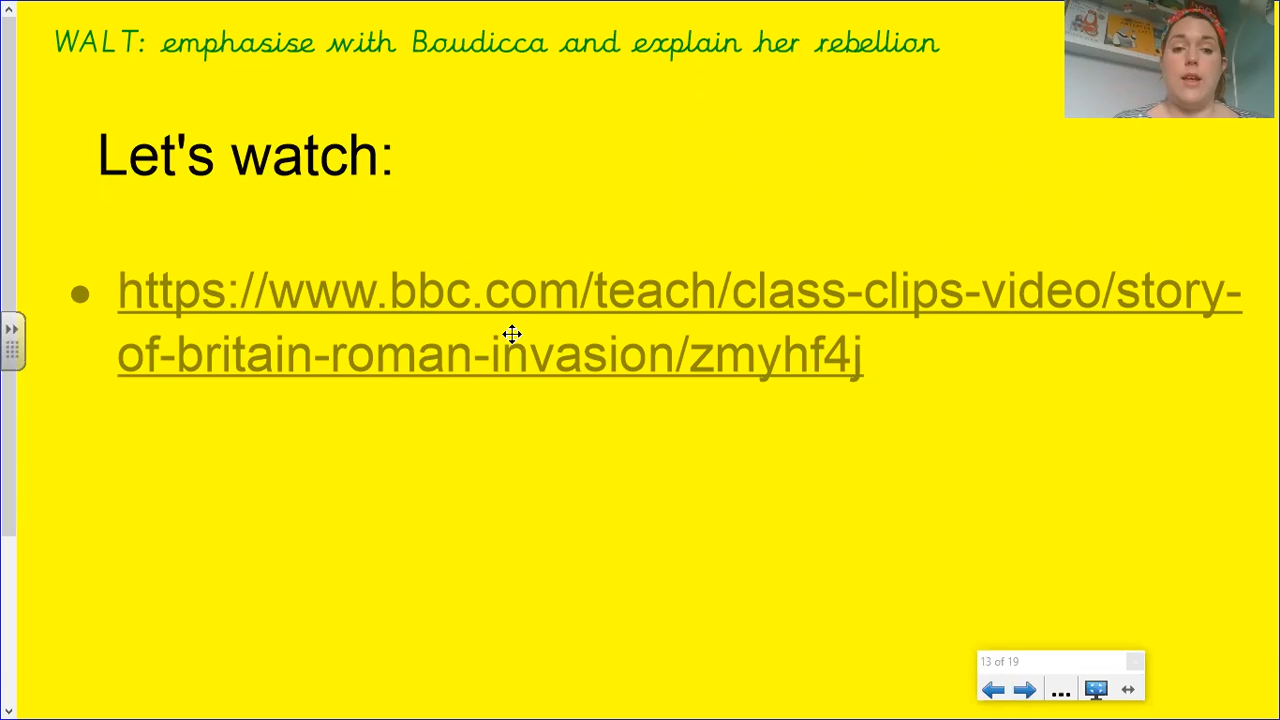 WALT: emphasise with Boudicca and explain her rebellion
Let's watch:
https://www.bbc.com/teach/class-clips-video/story-
of-britain-roman-invasion/zmyhf4j
13 of 19
...